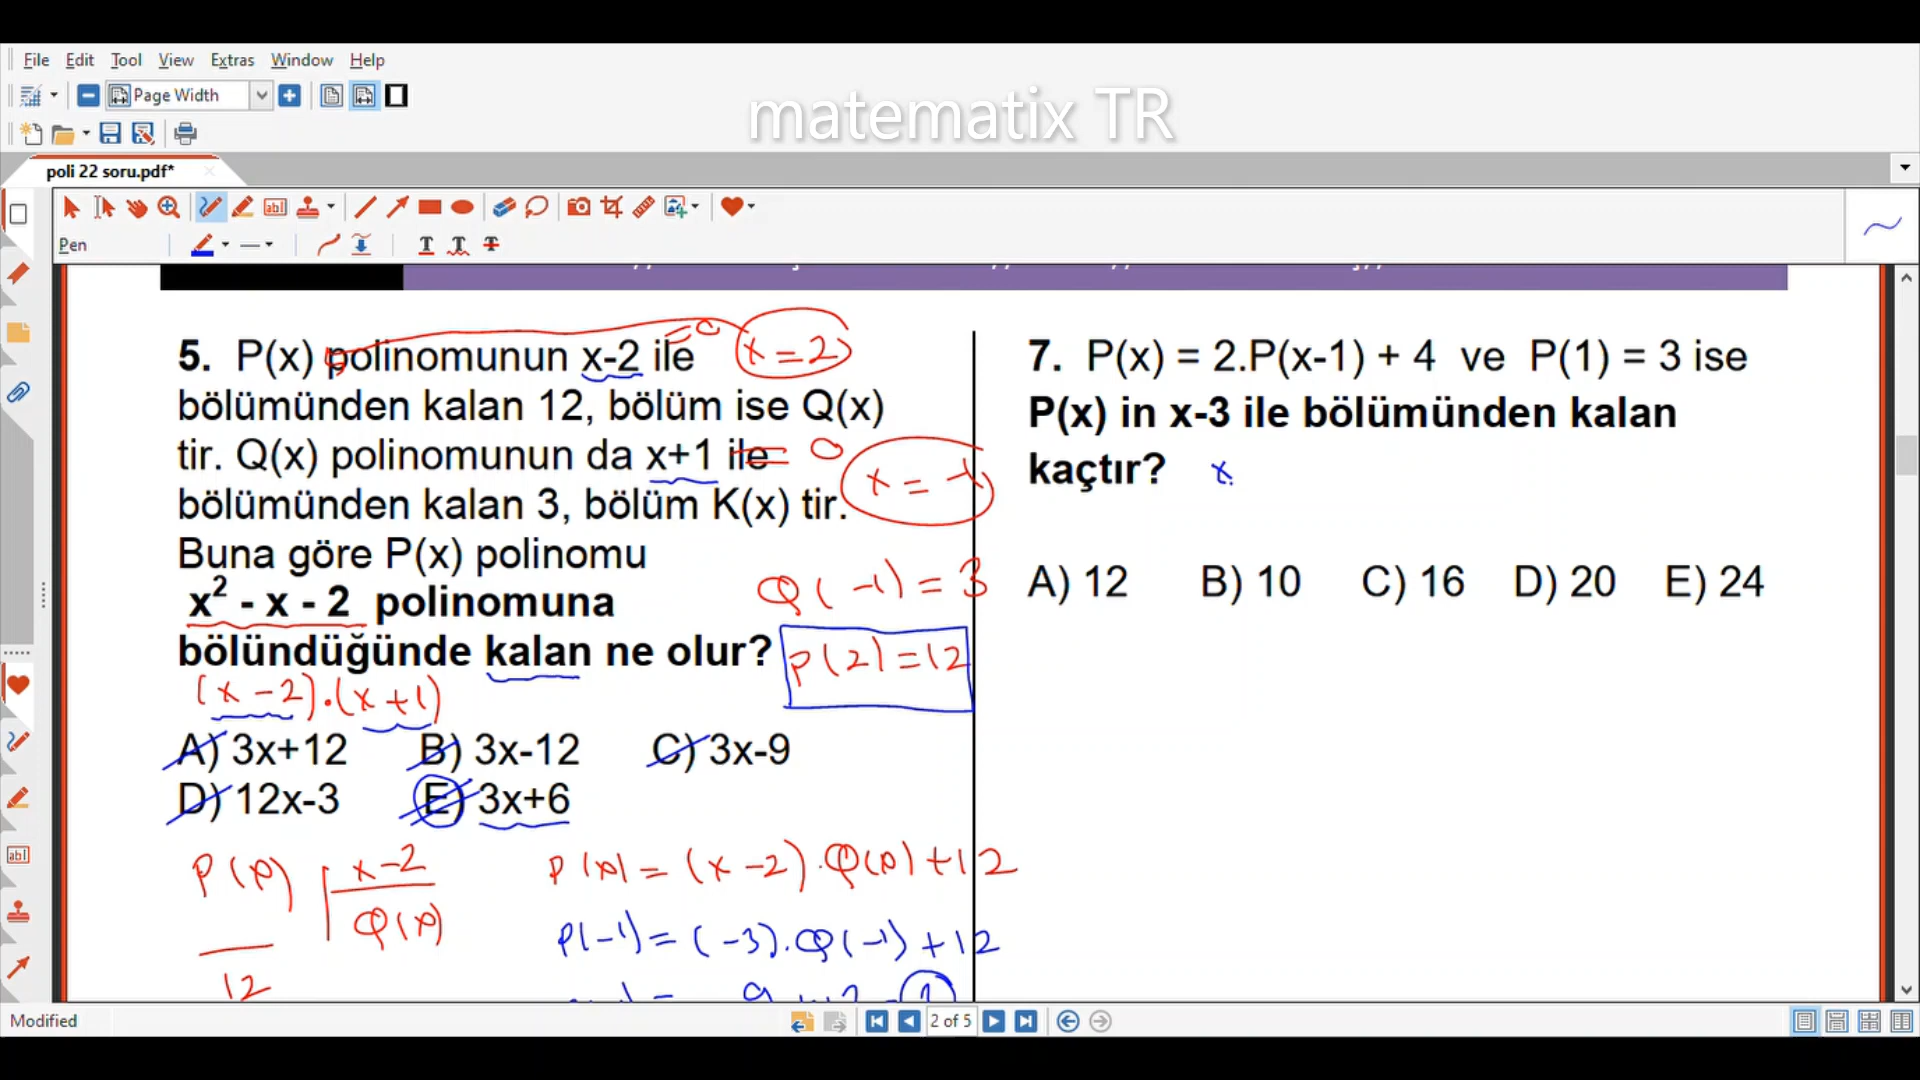 File Edit Tool View Extras Window Help
Page Width
matematix TR
poli 22 soru.pdf*
Pen
5. P(x) polinomunun x-2 ile
=0 x=2
bölümünden kalan 12, bölüm ise Q(x)
tir. Q(x) polinomunun da x+1 ile
= 0 x = -1
bölümünden kalan 3, bölüm K(x) tir.
Buna göre P(x) polinomu
Q(-1) = 3
x² - x - 2 polinomuna
bölündüğünde kalan ne olur?
P(2)=12
(x-2).(x+1)
A) 3x+12 B) 3x-12 C) 3x-9
D) 12x-3 E) 3x+6
P(x) x-2
Q(x)
12
P(x) = (x-2).Q(x)+12
P(-1) = (-3).Q(-1)+12
7. P(x) = 2.P(x-1) + 4 ve P(1) = 3 ise
P(x) in x-3 ile bölümünden kalan
kaçtır? x
A) 12 B) 10 C) 16 D) 20 E) 24
Modified
2 of 5